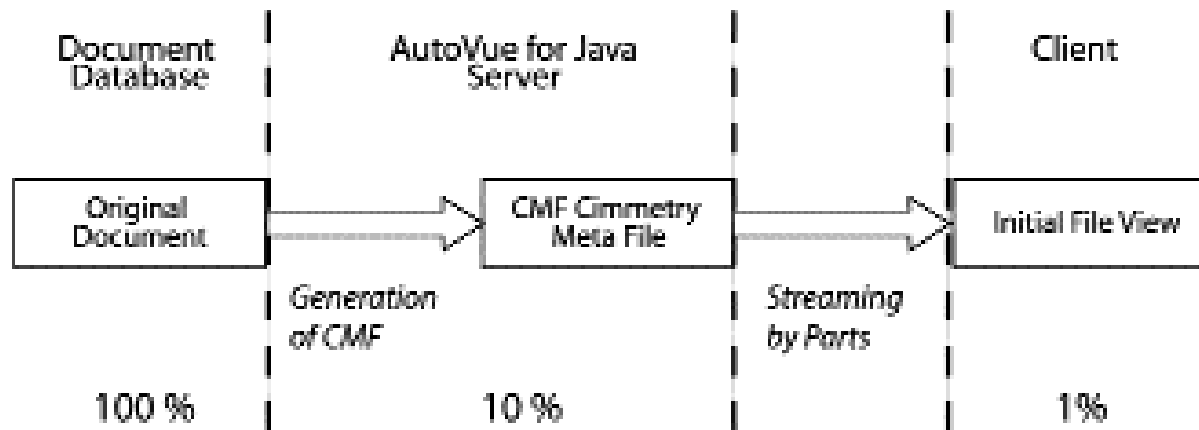 Document
Database
AutoVue for Java
Server
Client
Original
Document
CMF Cimmetry
Meta File
Initial File View
Generation
of CMF
Streaming
by Parts
100 %
10 %
1%